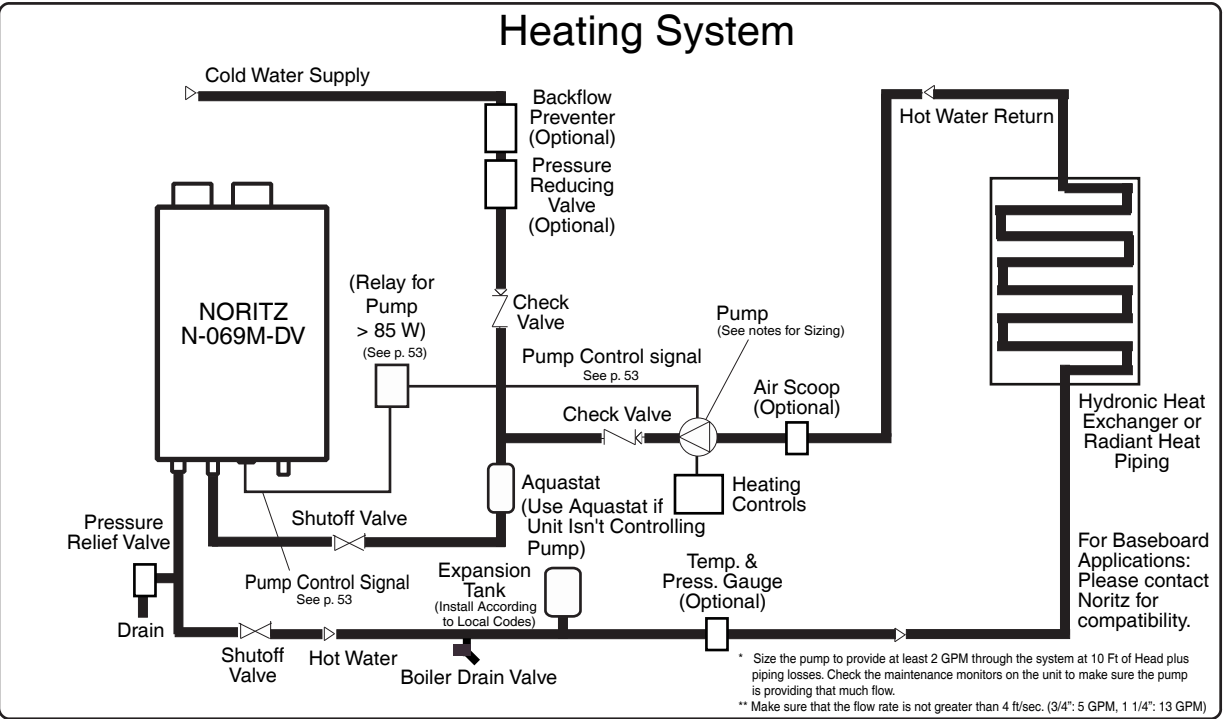 Heating System
Cold Water Supply
Backflow
Preventer
(Optional)
Pressure
Reducing
Valve
(Optional)
Hot Water Return
NORITZ
N-069M-DV
(Relay for
Pump
> 85 W)
(See p. 53)
Check
Valve
Pump
(See notes for Sizing)
Pump Control signal
See p. 53
Check Valve
Air Scoop
(Optional)
Hydronic Heat
Exchanger or
Radiant Heat
Piping
Aquastat
(Use Aquastat if
Unit Isn't Controlling
Pump)
Heating
Controls
Pressure
Relief Valve
Shutoff Valve
Pump Control Signal
See p. 53
Expansion
Tank
(Install According
to Local Codes)
Temp. &
Press. Gauge
(Optional)
For Baseboard
Applications:
Please contact
Noritz for
compatibility.
Drain
Shutoff
Valve
Hot Water
Boiler Drain Valve
* Size the pump to provide at least 2 GPM through the system at 10 Ft of Head plus
piping losses. Check the maintenance monitors on the unit to make sure the pump
is providing that much flow.
** Make sure that the flow rate is not greater than 4 ft/sec. (3/4": 5 GPM, 1 1/4": 13 GPM)